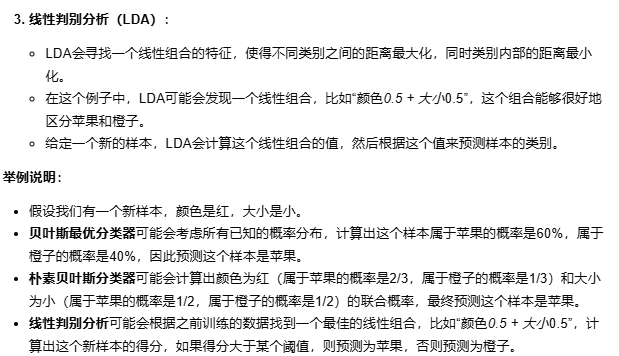 3. 线性判别分析（LDA）：
LDA会寻找一个线性组合的特征，使得不同类别之间的距离最大化，同时类别内部的距离最小
化。
在这个例子中，LDA可能会发现一个线性组合，比如“颜色0.5 + 大小0.5”，这个组合能够很好地
区分苹果和橙子。
给定一个新的样本，LDA会计算这个线性组合的值，然后根据这个值来预测样本的类别。
举例说明：
假设我们有一个新样本，颜色是红，大小是小。
贝叶斯最优分类器可能会考虑所有已知的概率分布，计算出这个样本属于苹果的概率是60%，属于
橙子的概率是40%，因此预测这个样本是苹果。
朴素贝叶斯分类器可能会计算出颜色为红（属于苹果的概率是2/3，属于橙子的概率是1/3）和大小
为小（属于苹果的概率是1/2，属于橙子的概率是1/2）的联合概率，最终预测这个样本是苹果。
线性判别分析可能会根据之前训练的数据找到一个最佳的线性组合，比如“颜色0.5 + 大小0.5”，计
算出这个新样本的得分，如果得分大于某个阈值，则预测为苹果，否则预测为橙子。